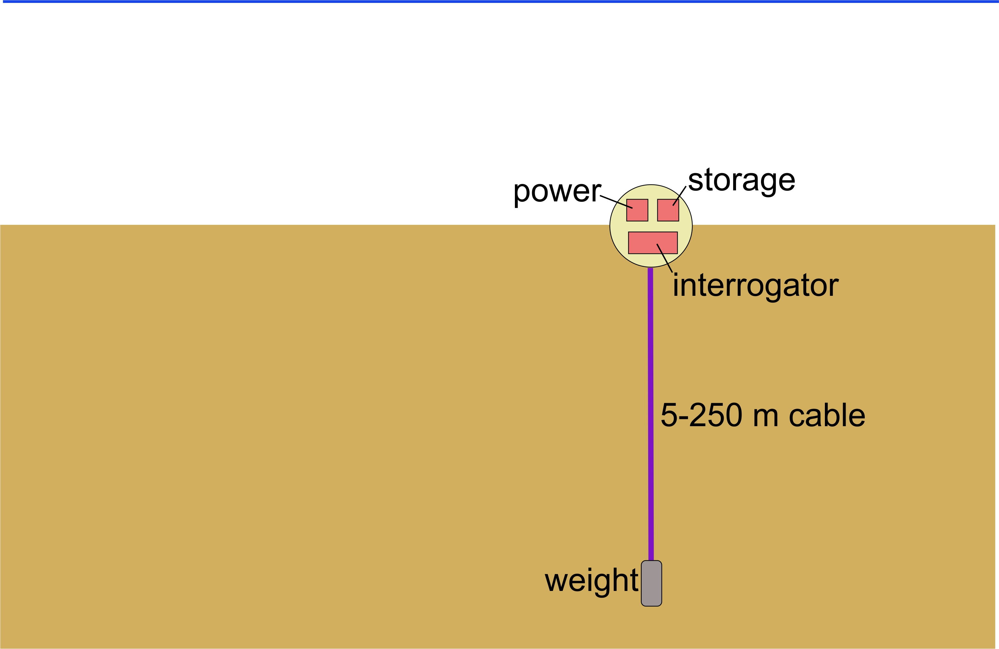 storage
power
interrogator
5-250 m cable
weight